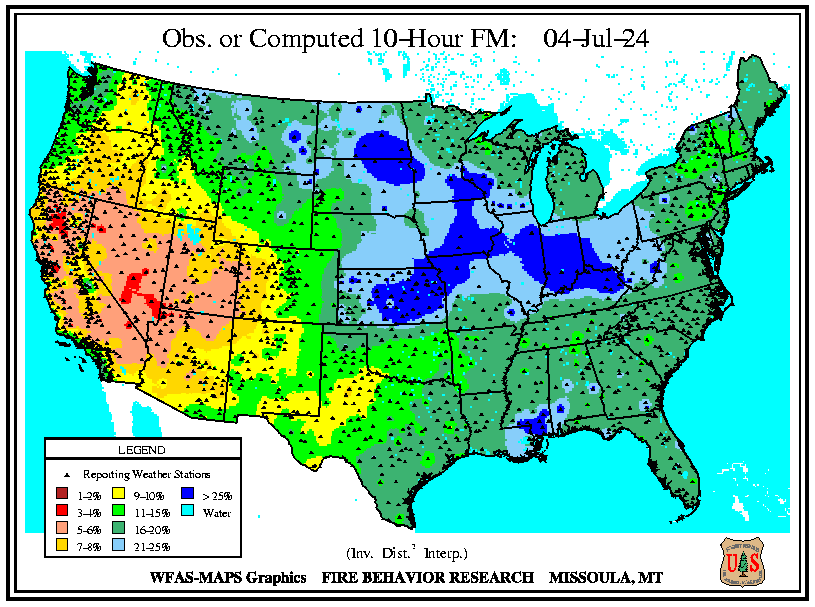 Obs. or Computed 10-Hour FM: 04-Jul-24
LEGEND
Reporting Weather Stations
1-2% 9-10% > 25%
3-4% 11-15% Water
5-6% 16-20%
7-8% 21-25%
(Inv. Dist.² Interp.)
WFAS-MAPS Graphics FIRE BEHAVIOR RESEARCH MISSOULA, MT
U S